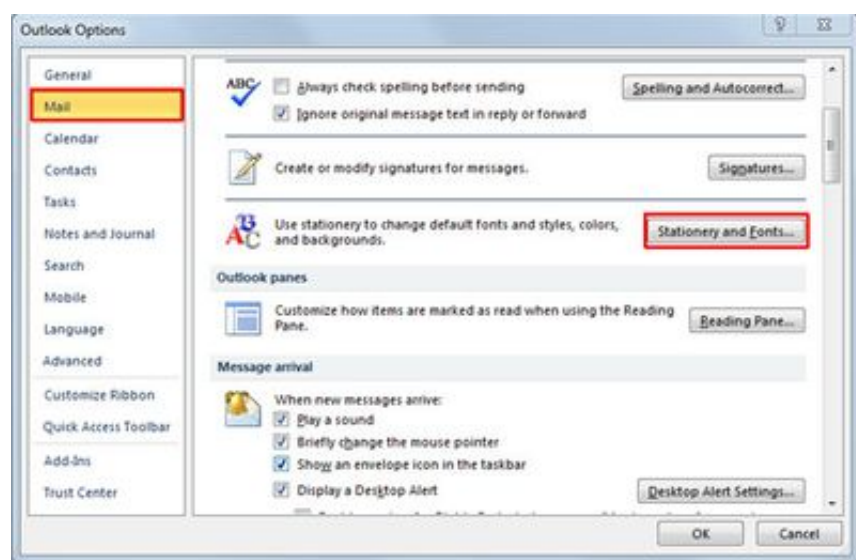 Outlook Options
General
Mail
Calendar
Contacts
Tasks
Notes and Journal
Search
Mobile
Language
Advanced
Customize Ribbon
Quick Access Toolbar
Add-Ins
Trust Center
ABC
Always check spelling before sending
Spelling and Autocorrect...
Ignore original message text in reply or forward
Create or modify signatures for messages.
Signatures...
Use stationery to change default fonts and styles, colors,
and backgrounds.
Stationery and Fonts...
Outlook panes
Customize how items are marked as read when using the Reading
Pane.
Reading Pane...
Message arrival
When new messages arrive:
Play a sound
Briefly change the mouse pointer
Show an envelope icon in the taskbar
Display a Desktop Alert
Desktop Alert Settings...
OK
Cancel